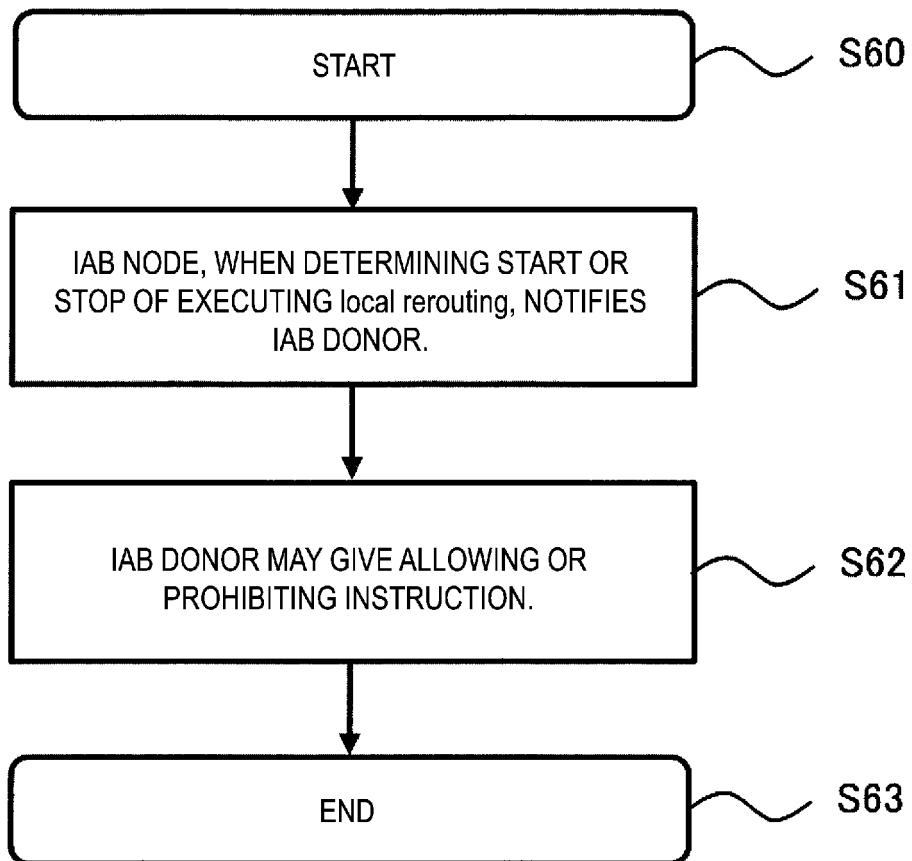 START
S60
IAB NODE, WHEN DETERMINING START OR
STOP OF EXECUTING local rerouting, NOTIFIES
IAB DONOR.
S61
IAB DONOR MAY GIVE ALLOWING OR
PROHIBITING INSTRUCTION.
S62
END
S63